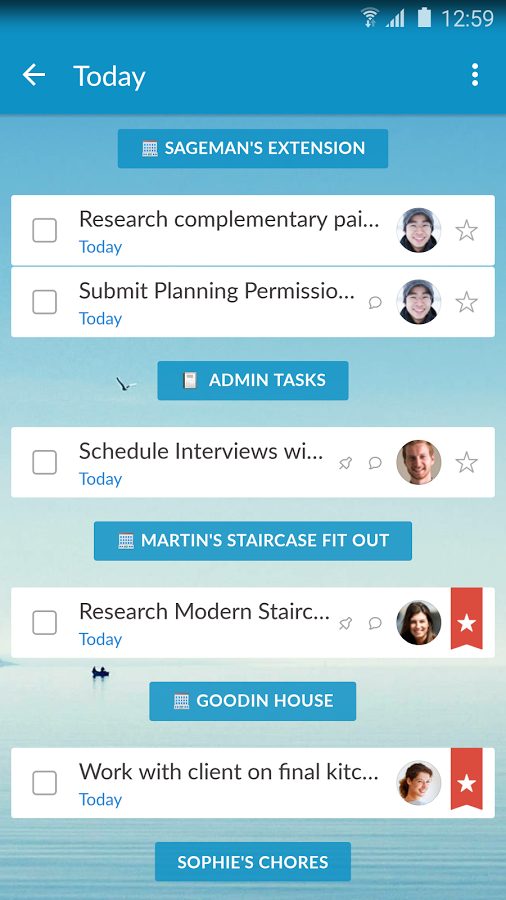 12:59
Today
SAGEMAN'S EXTENSION
Research complementary pai...
Today
Submit Planning Permissio...
Today
ADMIN TASKS
Schedule Interviews wi...
Today
MARTIN'S STAIRCASE FIT OUT
Research Modern Stairc...
Today
GOODIN HOUSE
Work with client on final kitc...
Today
SOPHIE'S CHORES